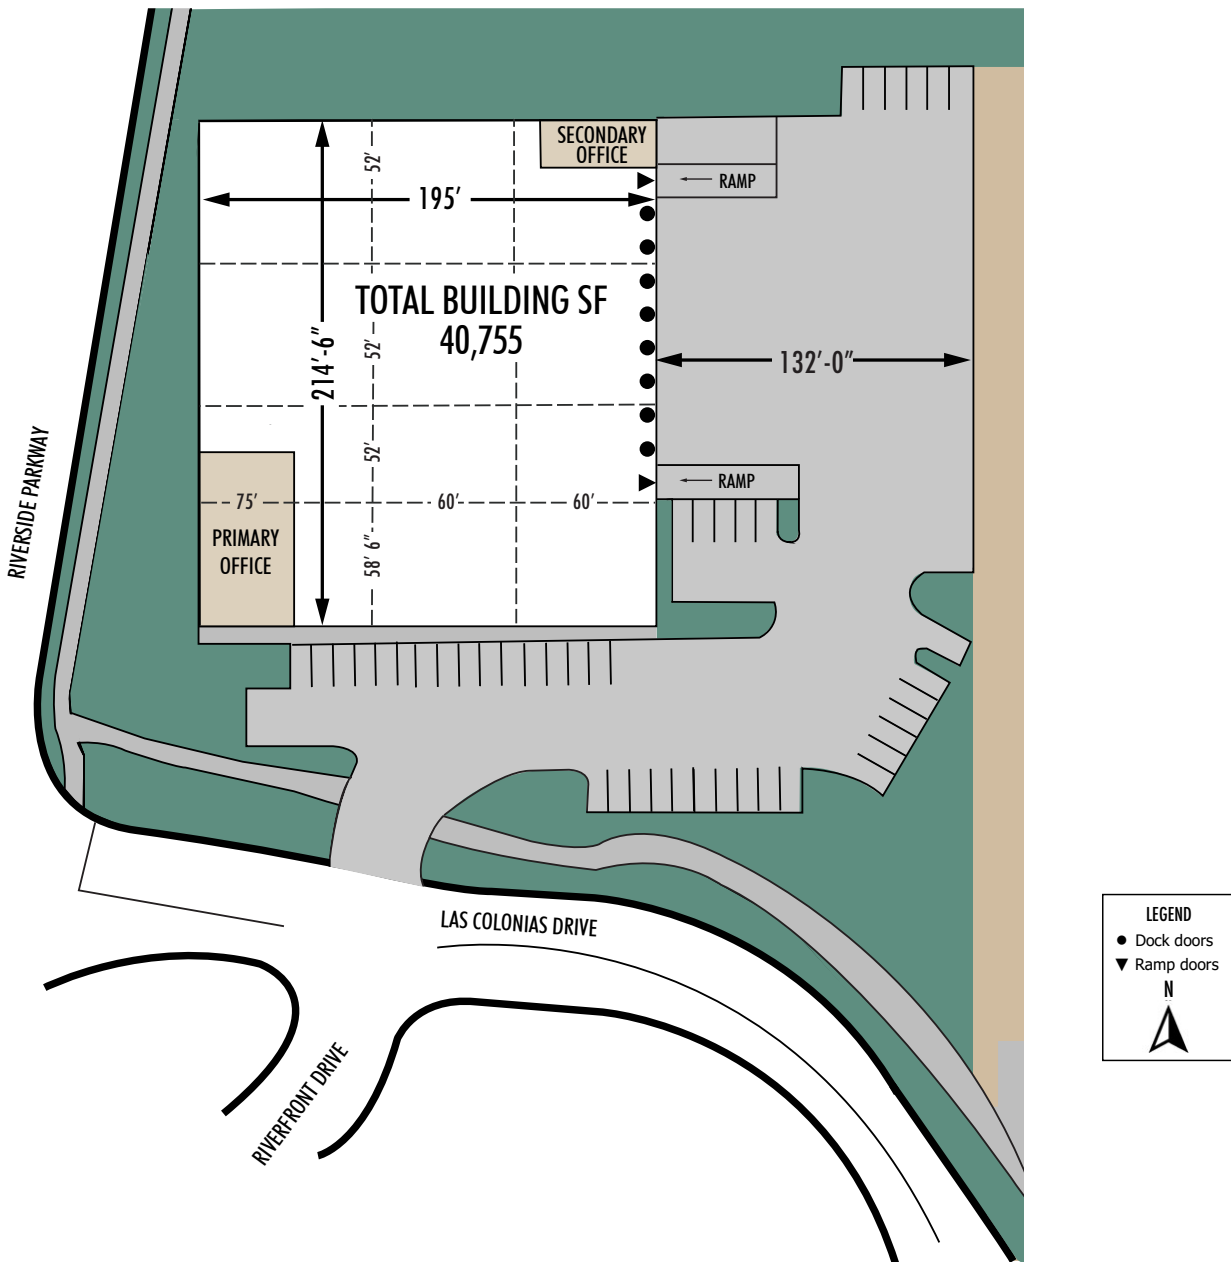 SECONDARY
OFFICE
52'
RAMP
195'
TOTAL BUILDING SF
40,755
214'-6"
52'
132'-0"
52'
RAMP
75'
60'
60'
PRIMARY
OFFICE
58' 6"
RIVERSIDE PARKWAY
LAS COLONIAS DRIVE
RIVERFRONT DRIVE
LEGEND
Dock doors
Ramp doors
N